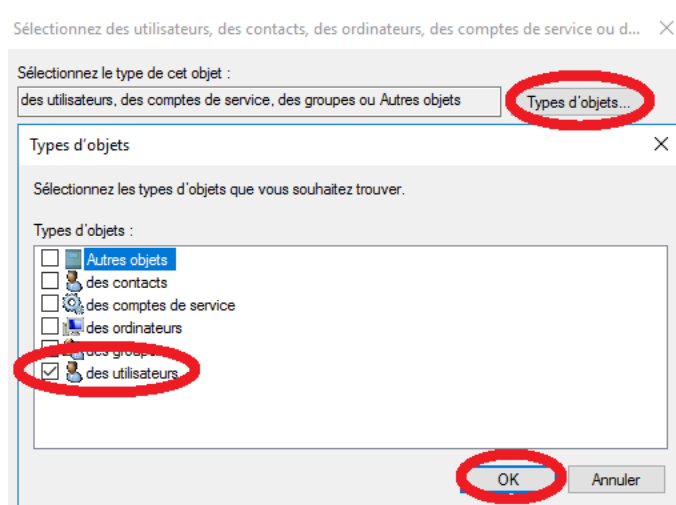 Sélectionnez des utilisateurs, des contacts, des ordinateurs, des comptes de service ou d...
Sélectionnez le type de cet objet :
des utilisateurs, des comptes de service, des groupes ou Autres objets
Types d'objets...
Types d'objets
Sélectionnez les types d'objets que vous souhaitez trouver.
Types d'objets :
Autres objets
des contacts
des comptes de service
des ordinateurs
des groupes
des utilisateurs
OK
Annuler